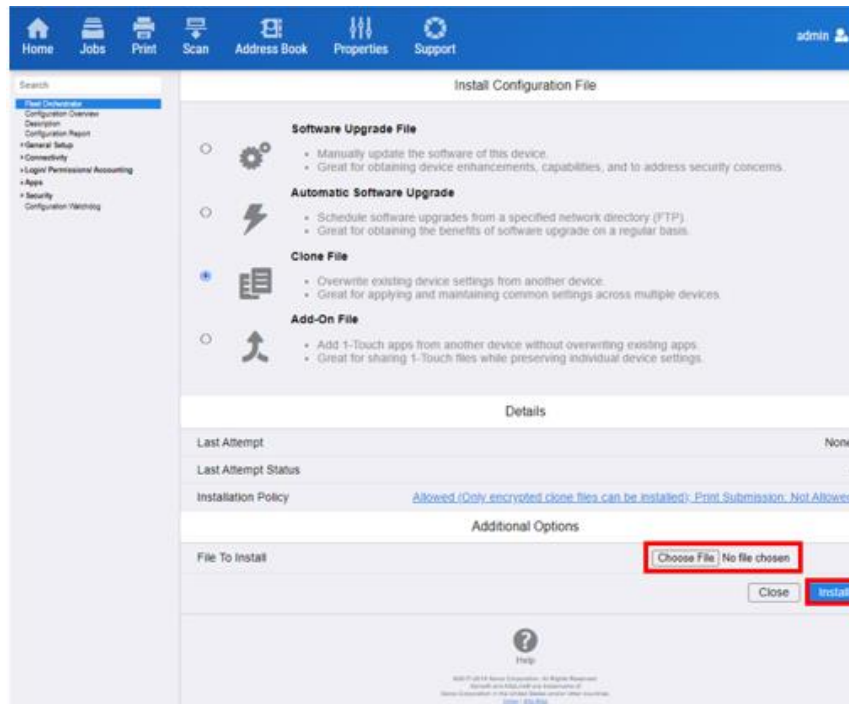 Home Jobs Print Scan Address Book Properties Support admin
Search
Install Configuration File
Fleet Orchestrator
Configuration Overview
Description
Configuration Report
General Setup
Connectivity
Login/ Permissions/ Accounting
Apps
Security
Configuration Watchdog
Software Upgrade File
• Manually update the software of this device.
• Great for obtaining device enhancements, capabilities, and to address security concerns.
Automatic Software Upgrade
• Schedule software upgrades from a specified network directory (FTP).
• Great for obtaining the benefits of software upgrade on a regular basis.
Clone File
• Overwrite existing device settings from another device.
• Great for applying and maintaining common settings across multiple devices.
Add-On File
• Add 1-Touch apps from another device without overwriting existing apps.
• Great for sharing 1-Touch files while preserving individual device settings.
Details
Last Attempt None
Last Attempt Status
Installation Policy Allowed (Only encrypted clone files can be installed); Print Submission: Not Allowed
Additional Options
File To Install Choose File No file chosen
Close Install
Help